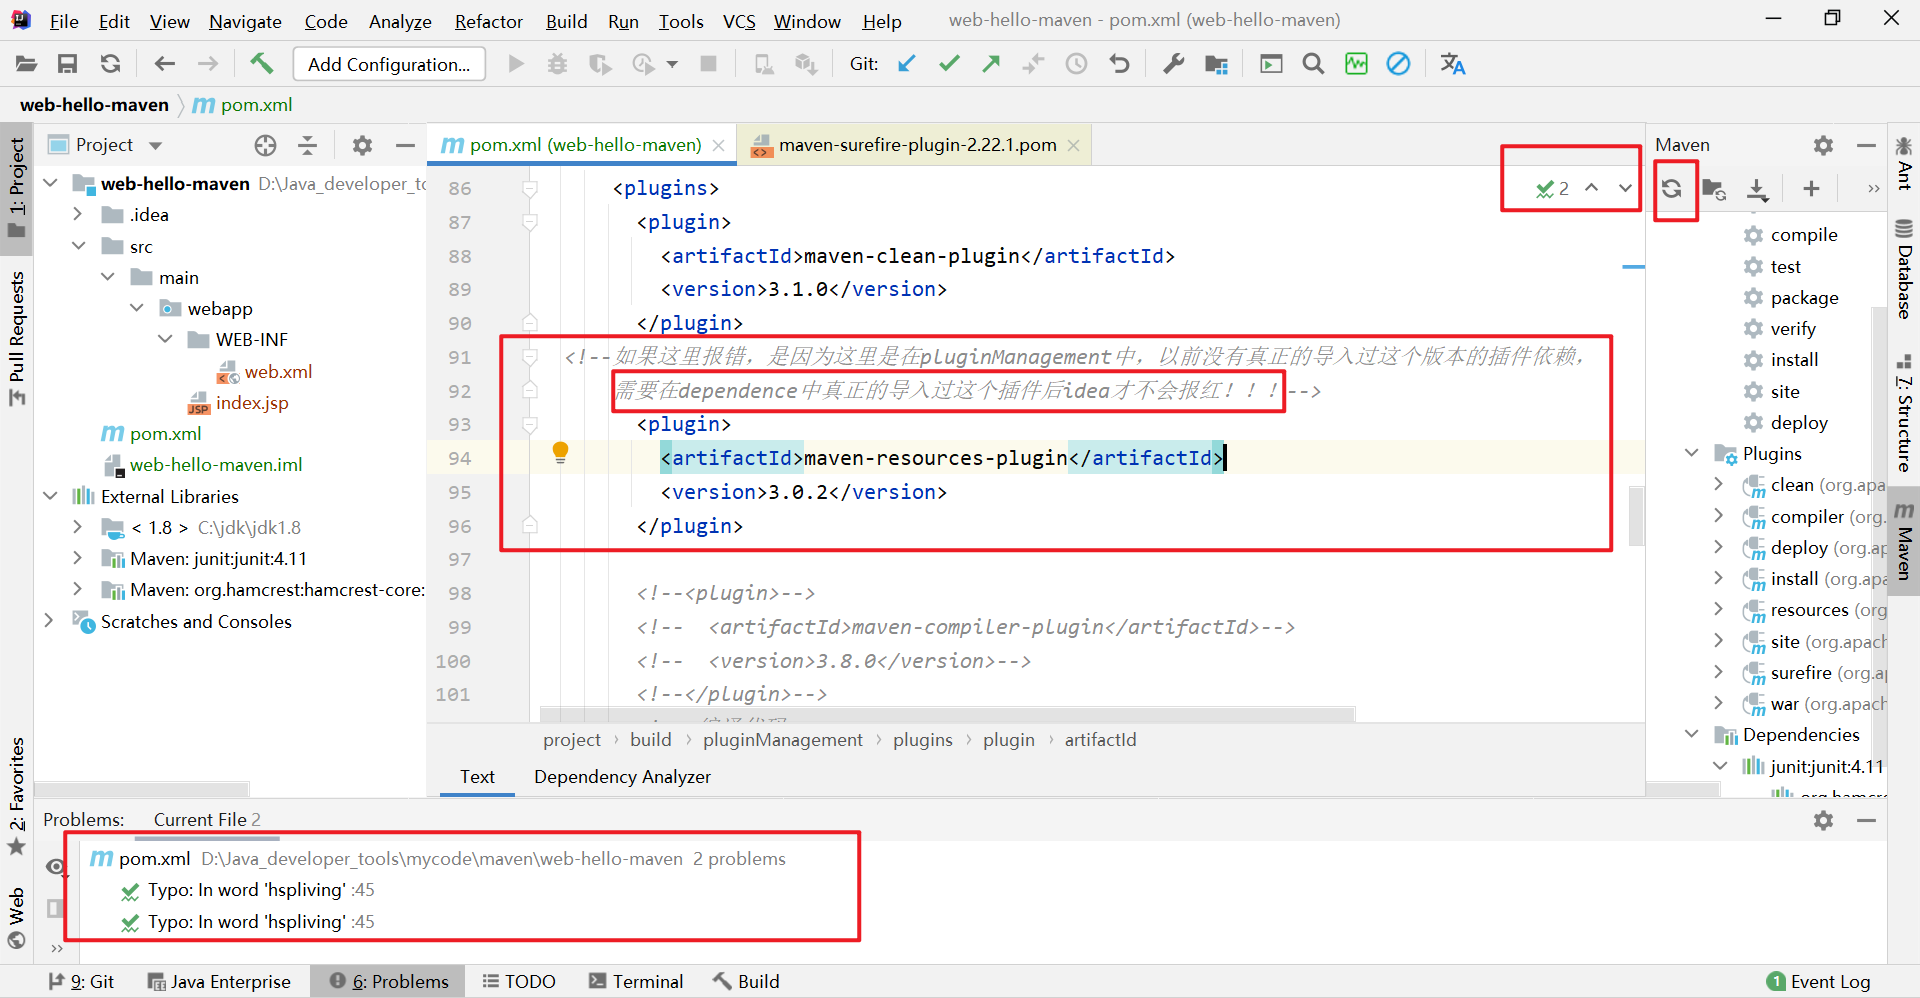 File Edit View Navigate Code Analyze Refactor Build Run Tools VCS Window Help web-hello-maven - pom.xml (web-hello-maven)
Add Configuration... Git:
web-hello-maven pom.xml
1: Project
Pull Requests
2: Favorites
Web
Project
web-hello-maven D:\Java_developer_to
.idea
src
main
webapp
WEB-INF
web.xml
index.jsp
pom.xml
web-hello-maven.iml
External Libraries
< 1.8 > C:\jdk\jdk1.8
Maven: junit:junit:4.11
Maven: org.hamcrest:hamcrest-core:
Scratches and Consoles
pom.xml (web-hello-maven) maven-surefire-plugin-2.22.1.pom
2
86 <plugins>
87 <plugin>
88 <artifactId>maven-clean-plugin</artifactId>
89 <version>3.1.0</version>
90 </plugin>
91 <!--如果这里报错，是因为这里是在pluginManagement中，以前没有真正的导入过这个版本的插件依赖，
92 需要在dependence中真正的导入过这个插件后idea才不会报红！！！-->
93 <plugin>
94 <artifactId>maven-resources-plugin</artifactId>
95 <version>3.0.2</version>
96 </plugin>
97
98 <!--<plugin>-->
99 <!-- <artifactId>maven-compiler-plugin</artifactId>-->
100 <!-- <version>3.8.0</version>-->
101 <!--</plugin>-->
project › build › pluginManagement › plugins › plugin › artifactId
Text Dependency Analyzer
Maven
compile
test
package
verify
install
site
deploy
Plugins
clean (org.apa
compiler (org.
deploy (org.ap
install (org.apa
resources (org
site (org.apach
surefire (org.a
war (org.apach
Dependencies
junit:junit:4.11
Ant
Database
7: Structure
Maven
Problems: Current File 2
pom.xml D:\Java_developer_tools\mycode\maven\web-hello-maven 2 problems
Typo: In word 'hspliving' :45
Typo: In word 'hspliving' :45
9: Git Java Enterprise 6: Problems TODO Terminal Build 1 Event Log